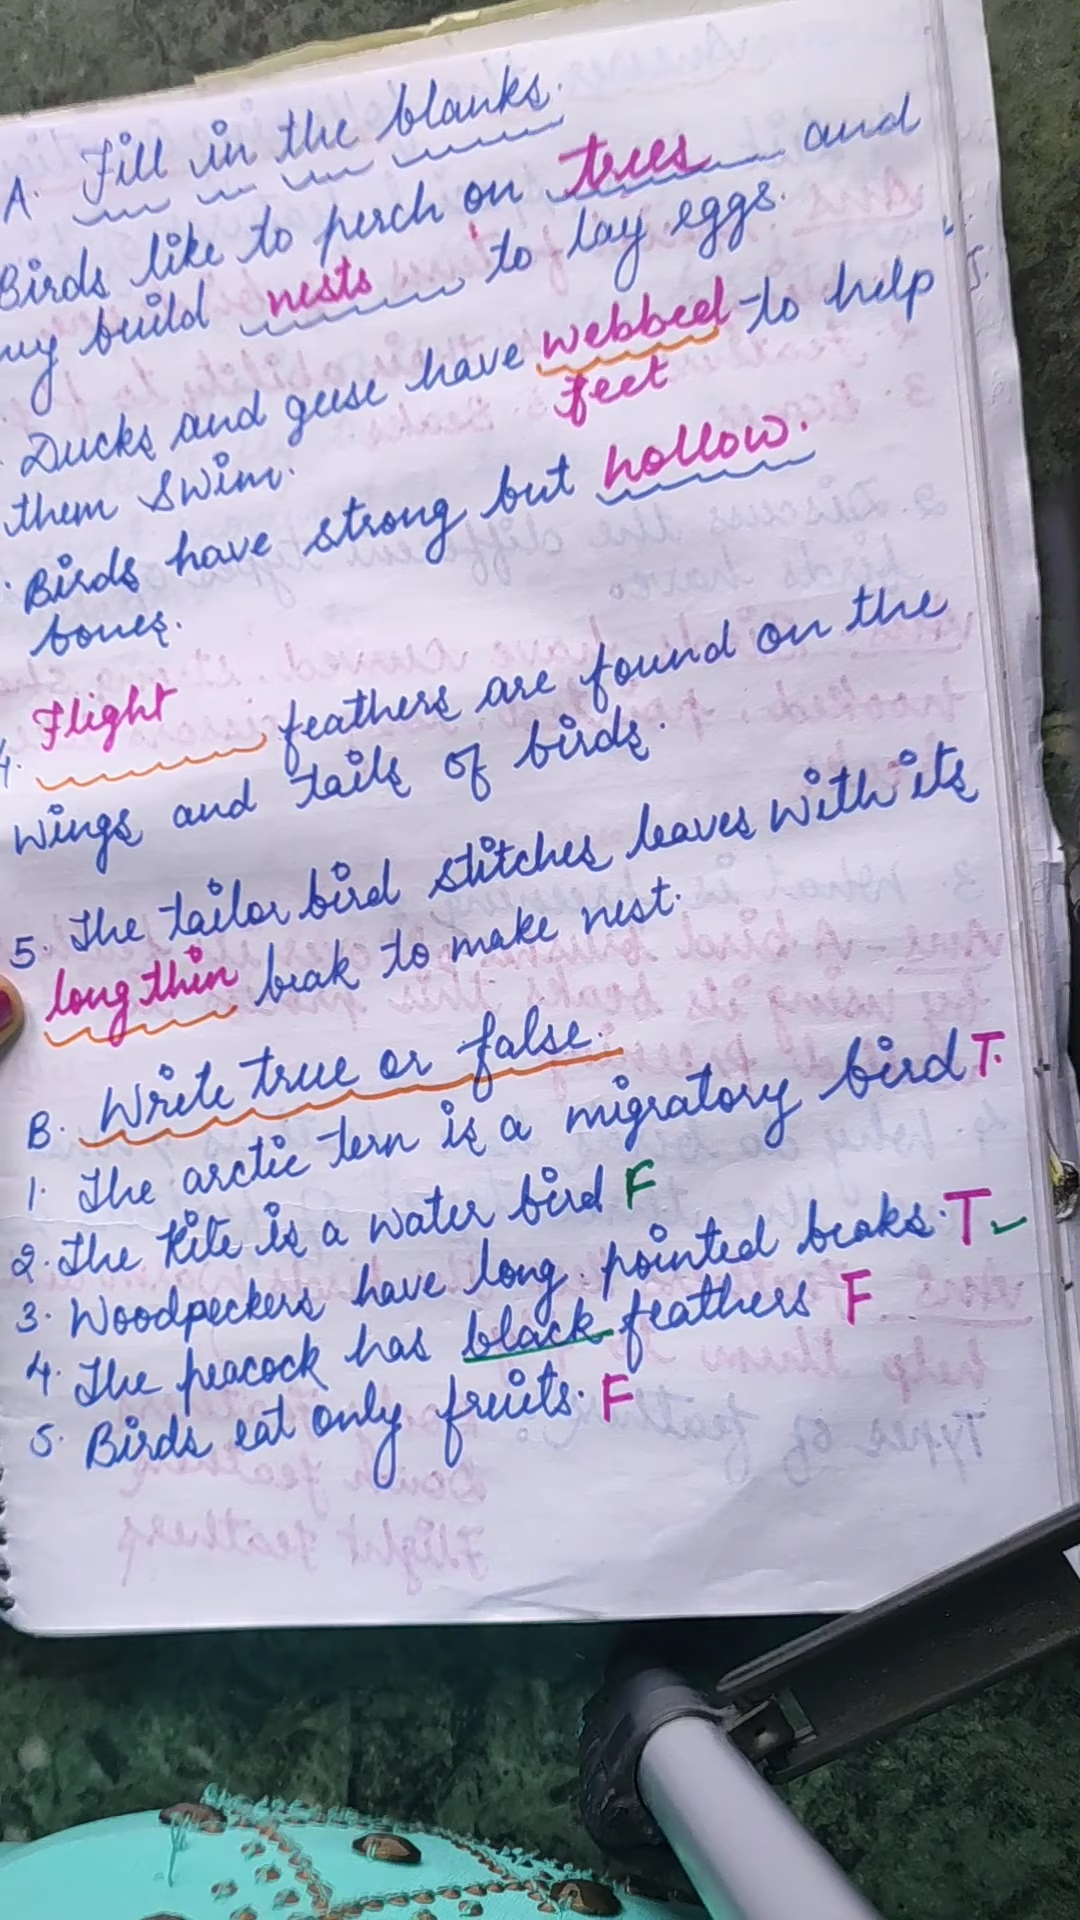 A. Fill in the blanks.
Birds like to perch on trees and
build nests to lay eggs.
Ducks and geese have webbed to help
feet
them swim.
Birds have strong but hollow.
bones.
4. Flight feathers are found on the
wings and tails of birds.
5. The tailor bird stitches leaves with its
long thin beak to make nest.
B. Write true or false.
1. The arctic tern is a migratory bird T.
2. The kite is a water bird F
3. Woodpeckers have long pointed beaks. T
4. The peacock has black feathers F
5. Birds eat only fruits. F